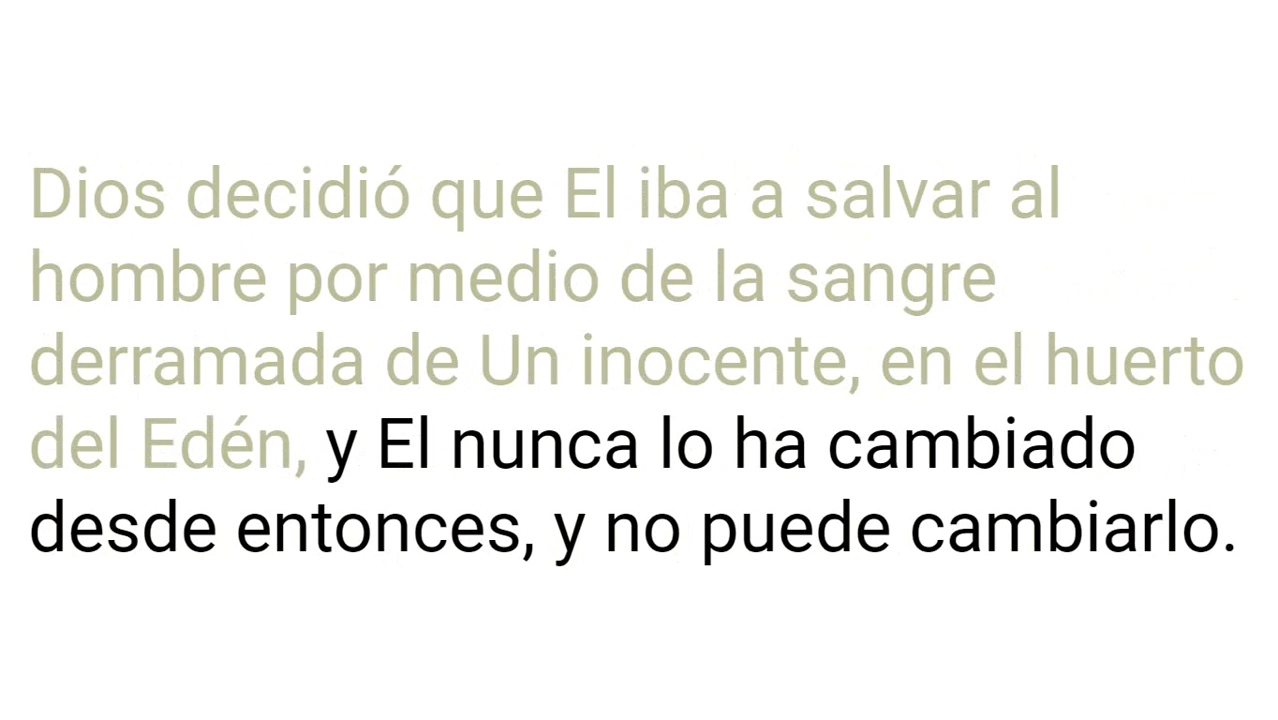 Dios decidió que El iba a salvar al
hombre por medio de la sangre
derramada de Un inocente, en el huerto
del Edén, y El nunca lo ha cambiado
desde entonces, y no puede cambiarlo.